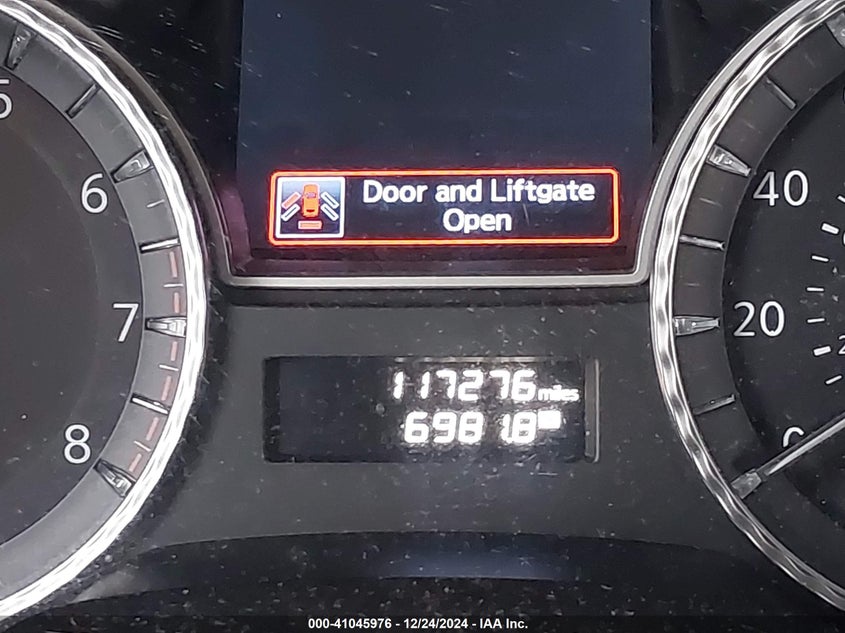 5
6
7
8
Door and Liftgate
Open
117276 miles
6981.8
40
20
0
000-41045976 - 12/24/2024 - IAA Inc.